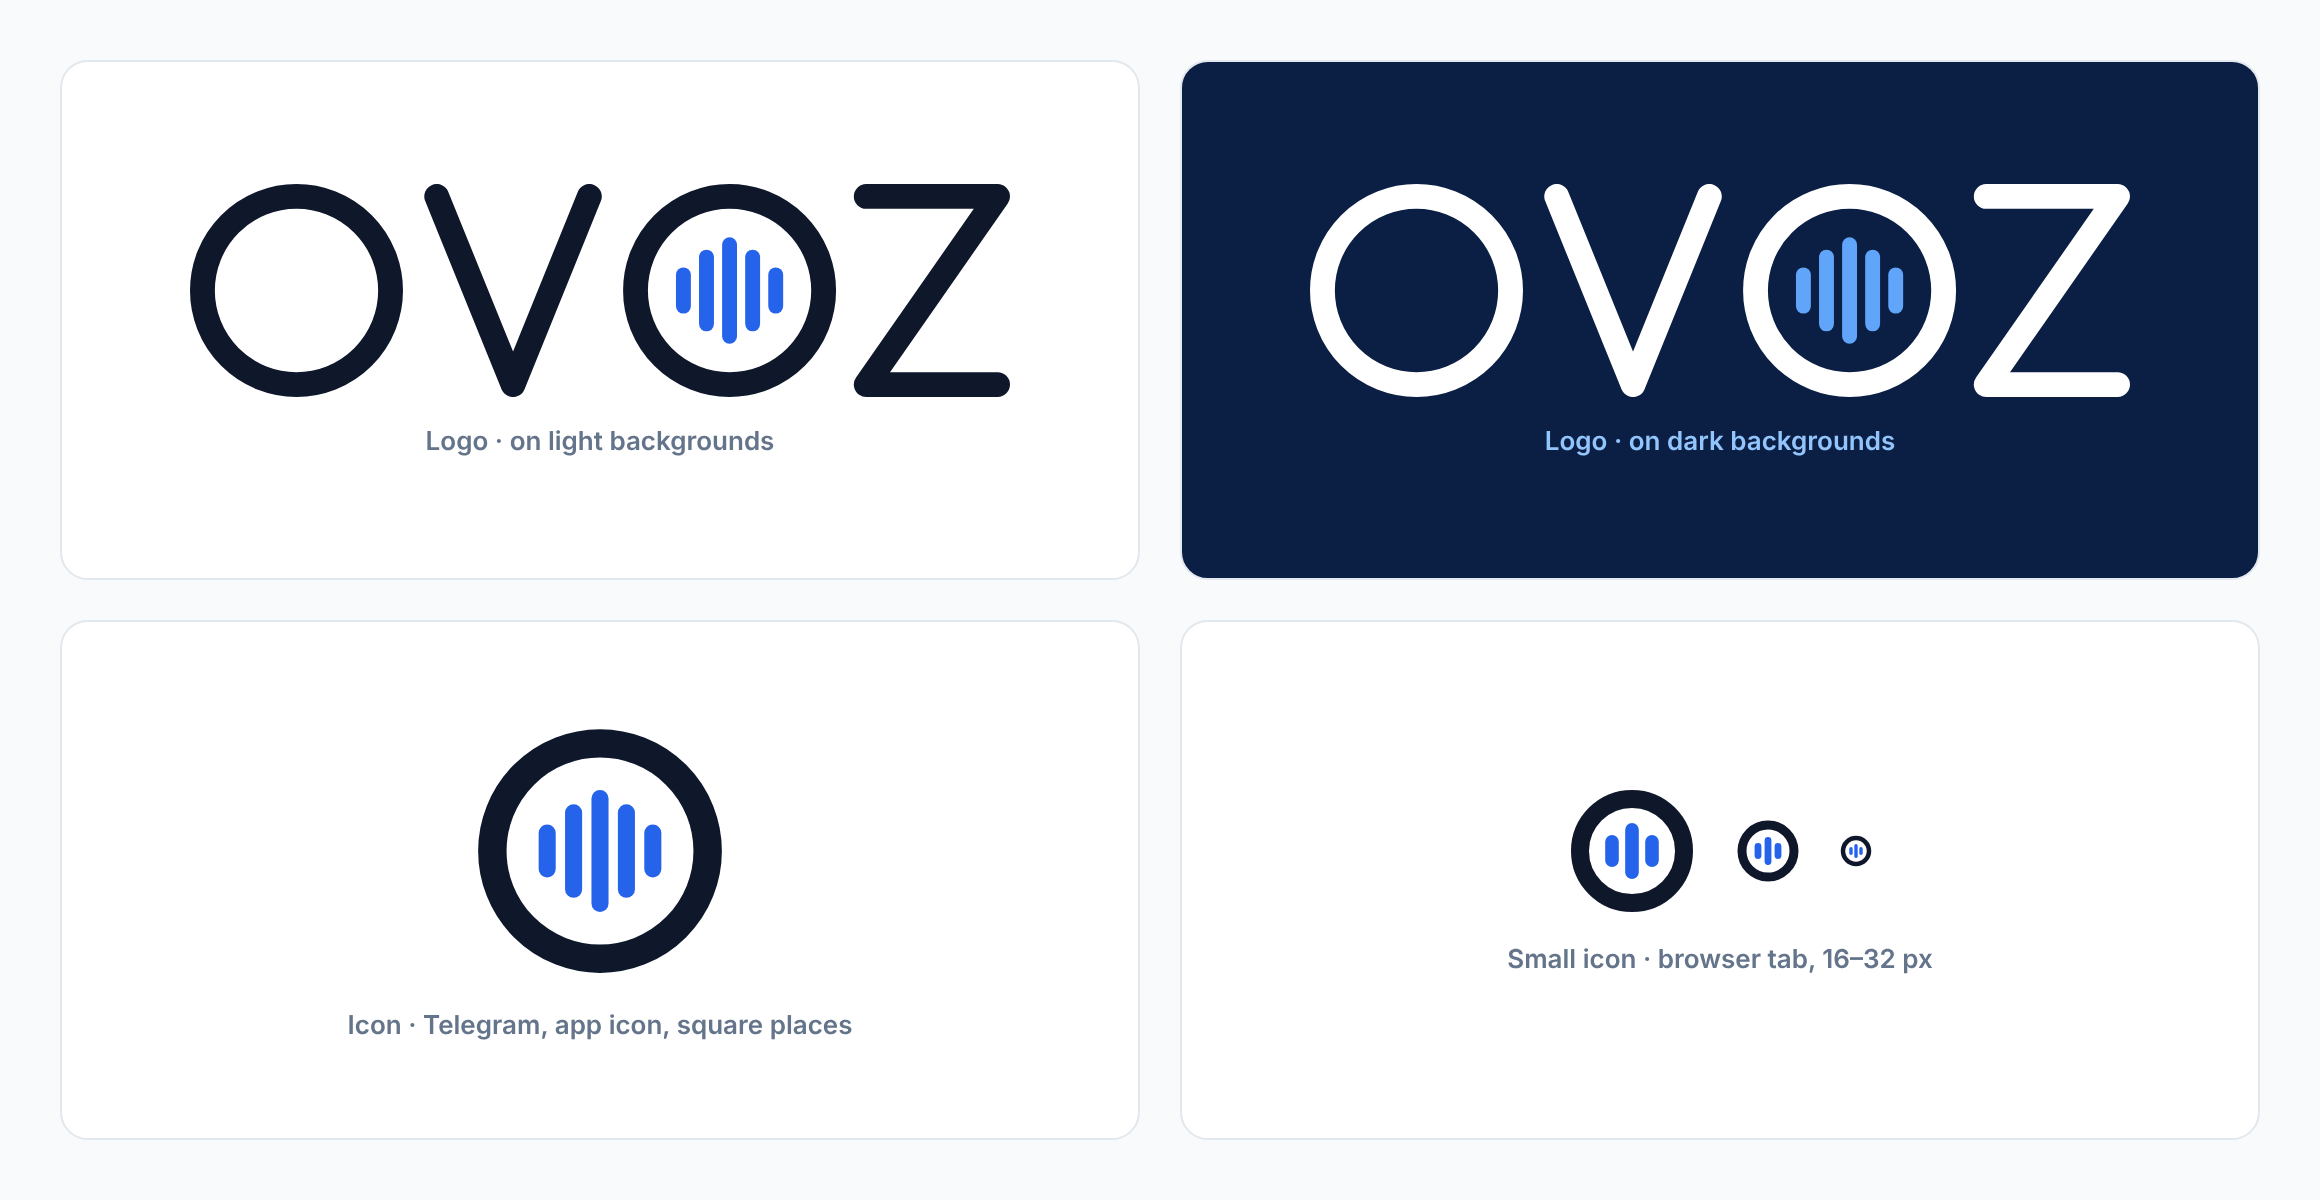 OVOZ
Logo · on light backgrounds
OVOZ
Logo · on dark backgrounds
Icon · Telegram, app icon, square places
Small icon · browser tab, 16–32 px